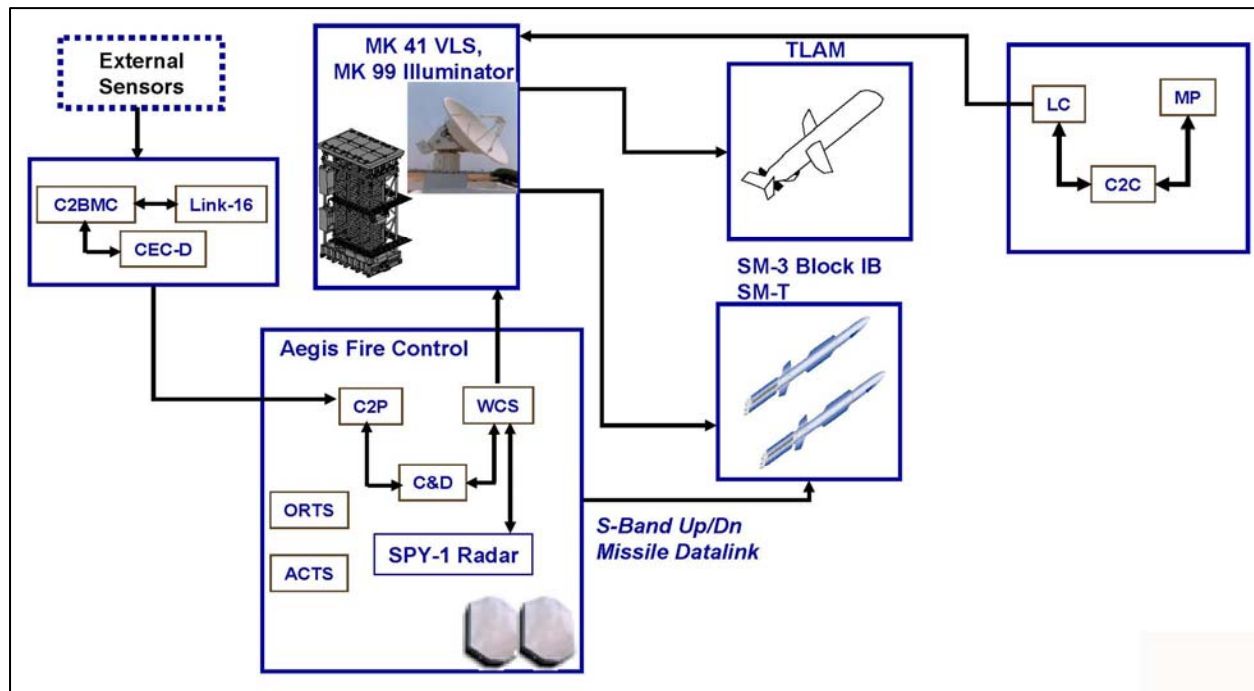 External
Sensors
C2BMC
Link-16
CEC-D
MK 41 VLS,
MK 99 Illuminator
TLAM
LC
MP
C2C
SM-3 Block IB
SM-T
Aegis Fire Control
C2P
WCS
C&D
ORTS
ACTS
SPY-1 Radar
S-Band Up/Dn
Missile Datalink